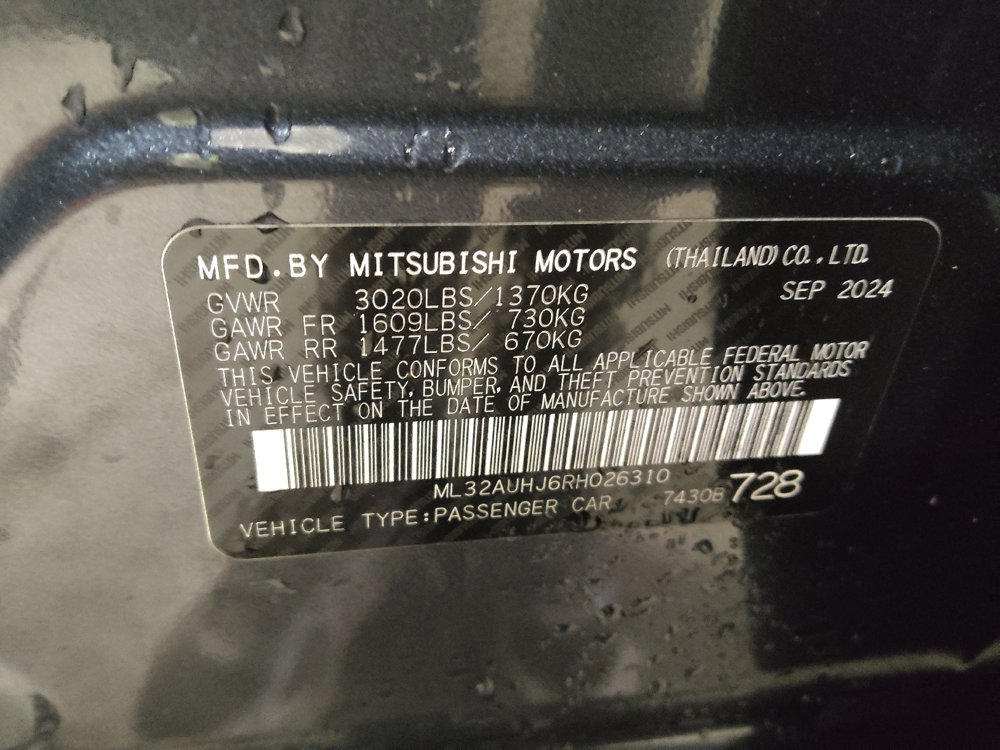 MFD.BY MITSUBISHI MOTORS (THAILAND) CO., LTD.
GVWR 3020LBS/1370KG SEP 2024
GAWR FR 1609LBS/ 730KG
GAWR RR 1477LBS/ 670KG
THIS VEHICLE CONFORMS TO ALL APPLICABLE FEDERAL MOTOR
VEHICLE SAFETY, BUMPER, AND THEFT PREVENTION STANDARDS
IN EFFECT ON THE DATE OF MANUFACTURE SHOWN ABOVE.
ML32AUHJ6RH026310
VEHICLE TYPE:PASSENGER CAR 7430B 728